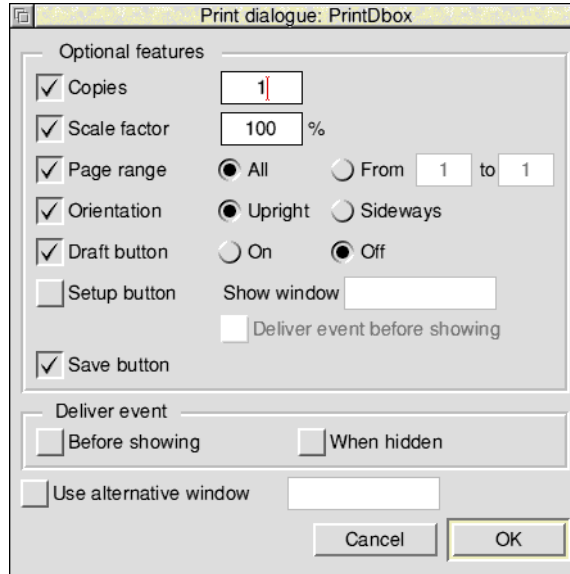 Print dialogue: PrintDbox
Optional features
Copies 1
Scale factor 100 %
Page range All From 1 to 1
Orientation Upright Sideways
Draft button On Off
Setup button Show window
Deliver event before showing
Save button
Deliver event
Before showing When hidden
Use alternative window
Cancel OK